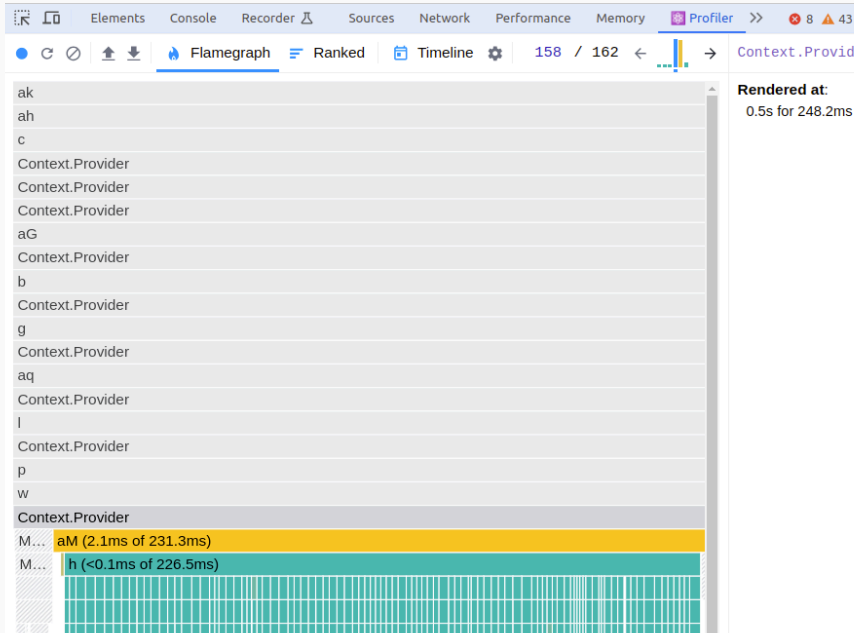 Elements Console Recorder Sources Network Performance Memory Profiler 8 43
Flamegraph Ranked Timeline 158 / 162 Context.Provid
ak
Rendered at:
ah
0.5s for 248.2ms
c
Context.Provider
Context.Provider
Context.Provider
aG
Context.Provider
b
Context.Provider
g
Context.Provider
aq
Context.Provider
l
Context.Provider
p
w
Context.Provider
M... aM (2.1ms of 231.3ms)
M... h (<0.1ms of 226.5ms)